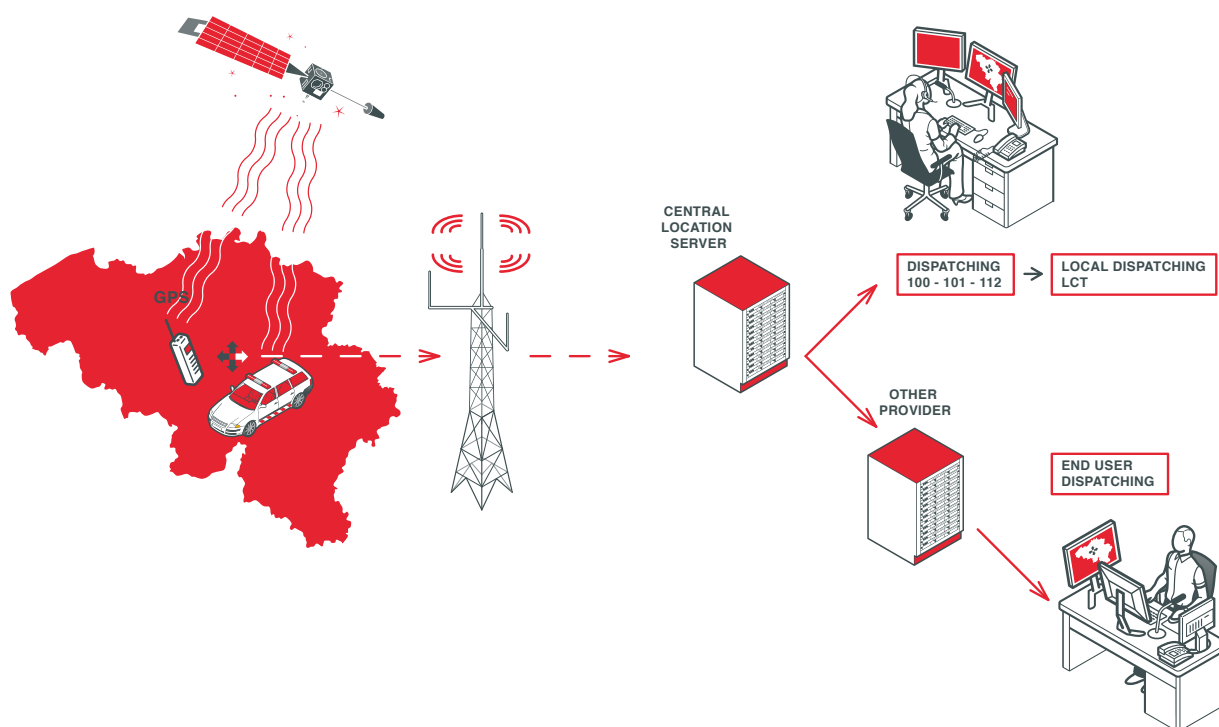 GPS
CENTRAL
LOCATION
SERVER
DISPATCHING
100 - 101 - 112
LOCAL DISPATCHING
LCT
OTHER
PROVIDER
END USER
DISPATCHING